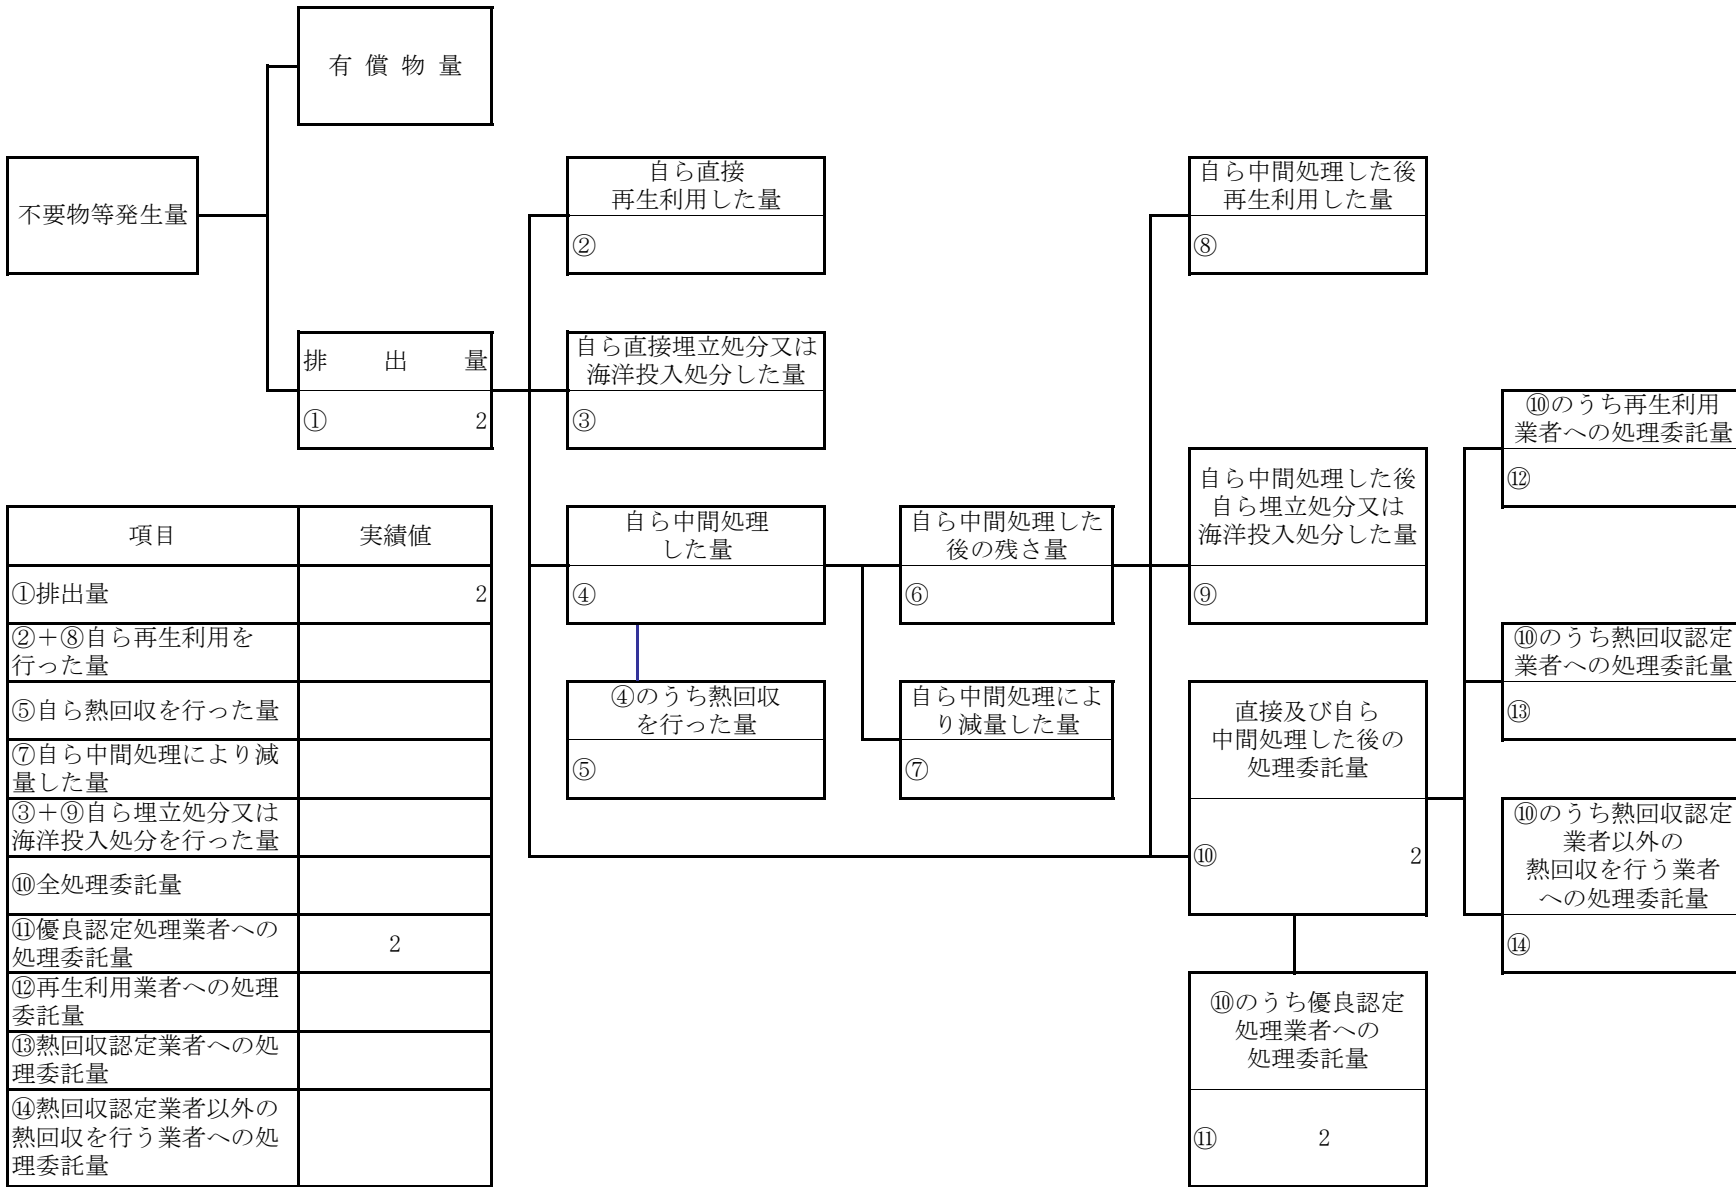 有 償 物 量
不要物等発生量
自ら直接
再生利用した量
②
自ら中間処理した後
再生利用した量
⑧
排 出 量
① 2
自ら直接埋立処分又は
海洋投入処分した量
③
⑩のうち再生利用
業者への処理委託量
⑫
自ら中間処理
した量
④
自ら中間処理した
後の残さ量
⑥
自ら中間処理した後
自ら埋立処分又は
海洋投入処分した量
⑨
⑩のうち熱回収認定
業者への処理委託量
⑬
④のうち熱回収
を行った量
⑤
自ら中間処理によ
り減量した量
⑦
直接及び自ら
中間処理した後の
処理委託量
⑩ 2
⑩のうち熱回収認定
業者以外の
熱回収を行う業者
への処理委託量
⑭
⑩のうち優良認定
処理業者への
処理委託量
⑪ 2
項目 実績値
①排出量 2
②＋⑧自ら再生利用を
行った量
⑤自ら熱回収を行った量
⑦自ら中間処理により減
量した量
③＋⑨自ら埋立処分又は
海洋投入処分を行った量
⑩全処理委託量
⑪優良認定処理業者への
処理委託量 2
⑫再生利用業者への処理
委託量
⑬熱回収認定業者への処
理委託量
⑭熱回収認定業者以外の
熱回収を行う業者への処
理委託量